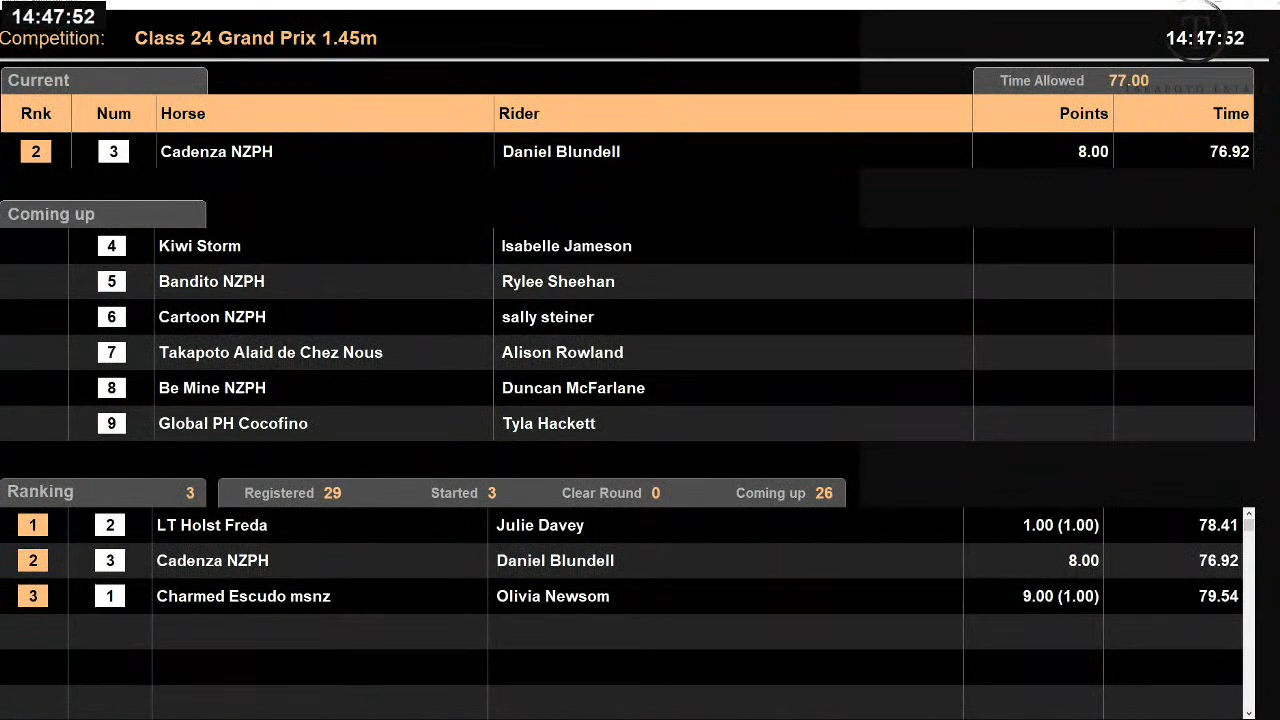 14:47:52
Competition: Class 24 Grand Prix 1.45m 14:47:52
Current Time Allowed 77.00
Rnk Num Horse Rider Points Time
2 3 Cadenza NZPH Daniel Blundell 8.00 76.92
Coming up
4 Kiwi Storm Isabelle Jameson
5 Bandito NZPH Rylee Sheehan
6 Cartoon NZPH sally steiner
7 Takapoto Alaid de Chez Nous Alison Rowland
8 Be Mine NZPH Duncan McFarlane
9 Global PH Cocofino Tyla Hackett
Ranking 3 Registered 29 Started 3 Clear Round 0 Coming up 26
1 2 LT Holst Freda Julie Davey 1.00 (1.00) 78.41
2 3 Cadenza NZPH Daniel Blundell 8.00 76.92
3 1 Charmed Escudo msnz Olivia Newsom 9.00 (1.00) 79.54